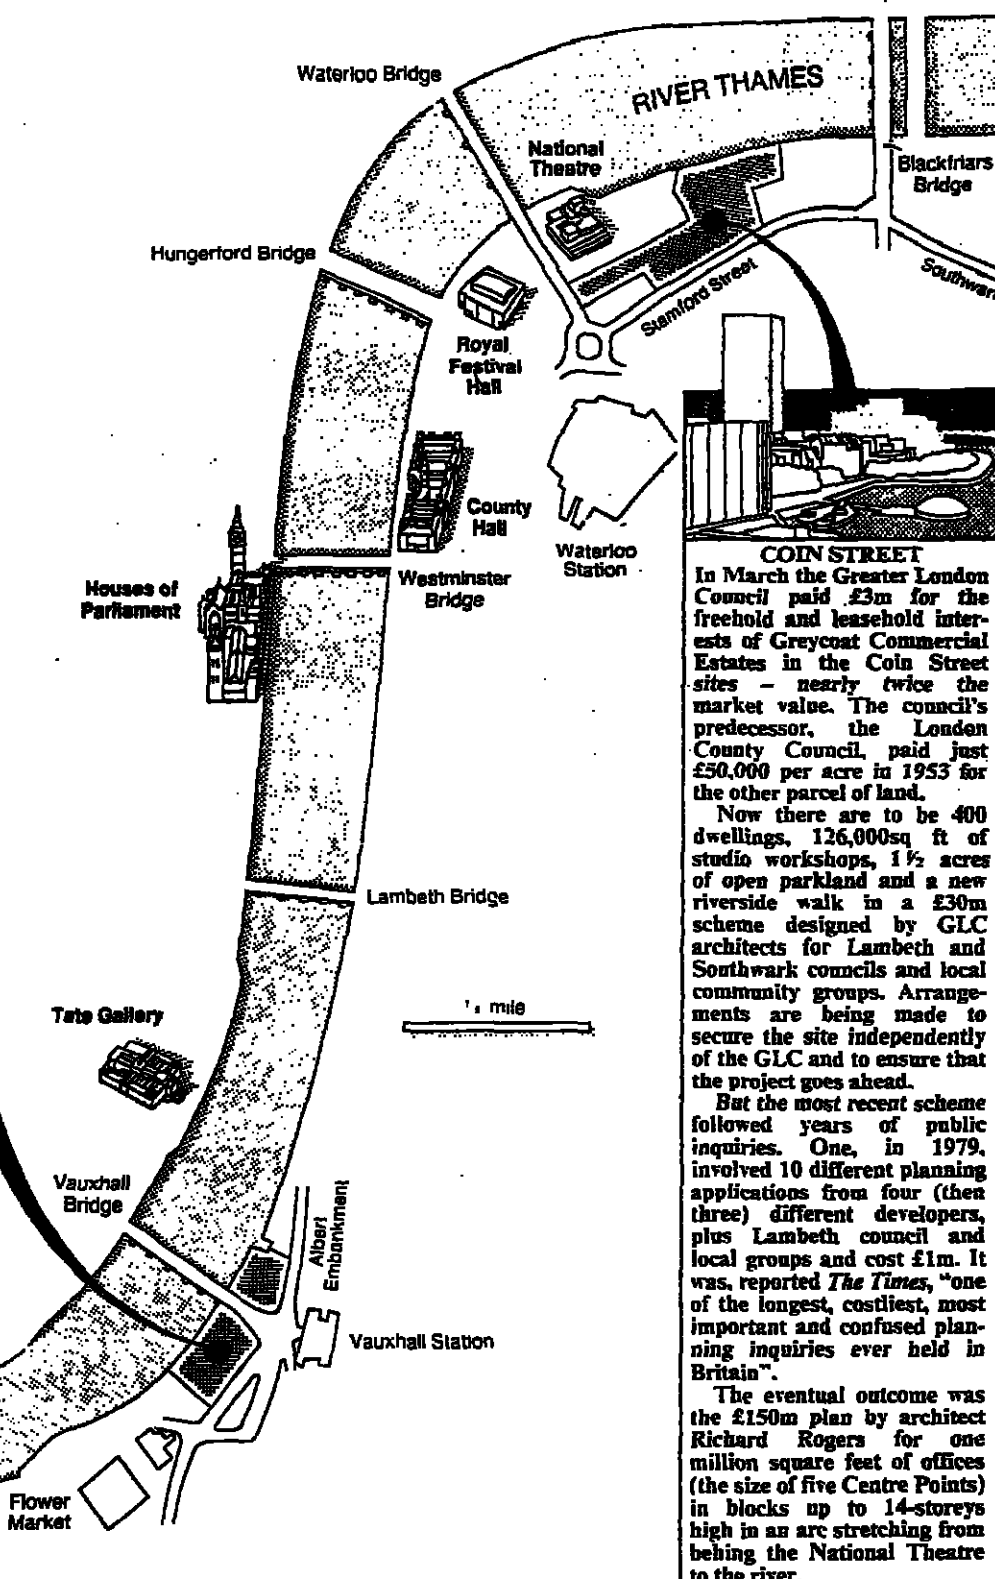 Waterloo Bridge
RIVER THAMES
National
Theatre
Blackfriars
Bridge
Hungerford Bridge
Southwar
Stamford Street
Royal
Festival
Hall
County
Hall
Waterloo
Station
Houses of
Parliament
Westminster
Bridge
Lambeth Bridge
Tate Gallery
mile
Vauxhall
Bridge
Albert
Embankment
Vauxhall Station
Flower
Market
COIN STREET
In March the Greater London
Council paid £3m for the
freehold and leasehold inter-
ests of Greycoat Commercial
Estates in the Coin Street
sites – nearly twice the
market value. The council's
predecessor, the London
County Council, paid just
£50,000 per acre in 1953 for
the other parcel of land.
Now there are to be 400
dwellings, 126,000sq ft of
studio workshops, 1½ acres
of open parkland and a new
riverside walk in a £30m
scheme designed by GLC
architects for Lambeth and
Southwark councils and local
community groups. Arrange-
ments are being made to
secure the site independently
of the GLC and to ensure that
the project goes ahead.
But the most recent scheme
followed years of public
inquiries. One, in 1979,
involved 10 different planning
applications from four (then
three) different developers,
plus Lambeth council and
local groups and cost £1m. It
was, reported The Times, "one
of the longest, costliest, most
important and confused plan-
ning inquiries ever held in
Britain".
The eventual outcome was
the £150m plan by architect
Richard Rogers for one
million square feet of offices
(the size of five Centre Points)
in blocks up to 14-storeys
high in an arc stretching from
behing the National Theatre
to the river